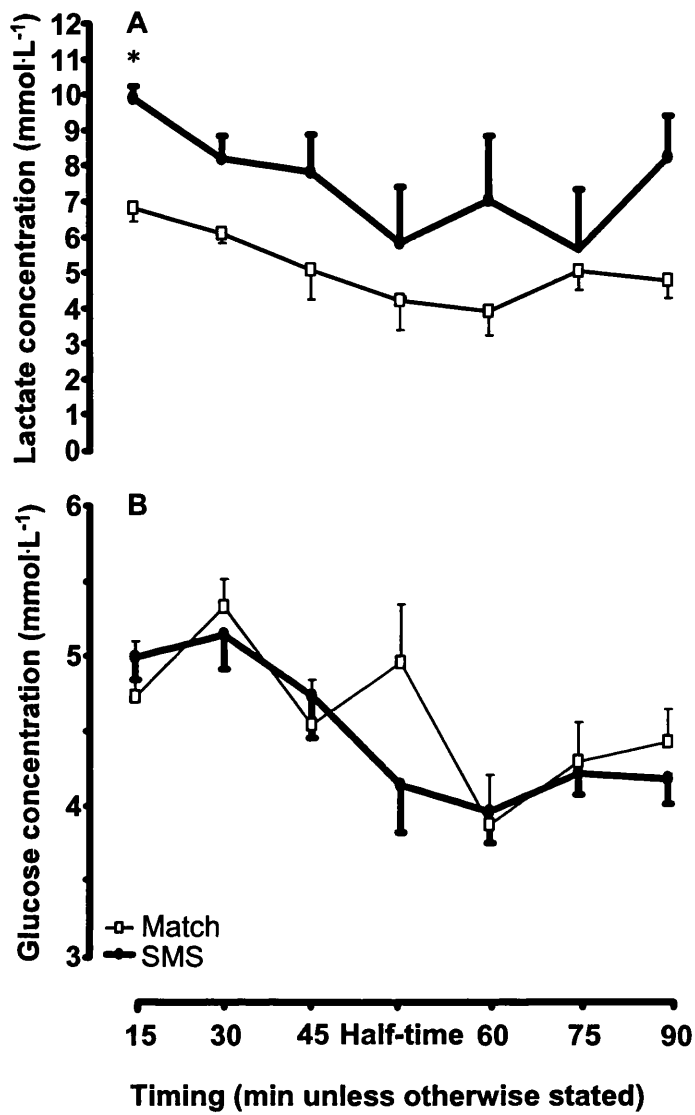 A
*
Lactate concentration (mmol·L⁻¹)
12
11
10
9
8
7
6
5
4
3
2
1
0
B
Glucose concentration (mmol·L⁻¹)
6
5
4
3
Match
SMS
15 30 45 Half-time 60 75 90
Timing (min unless otherwise stated)